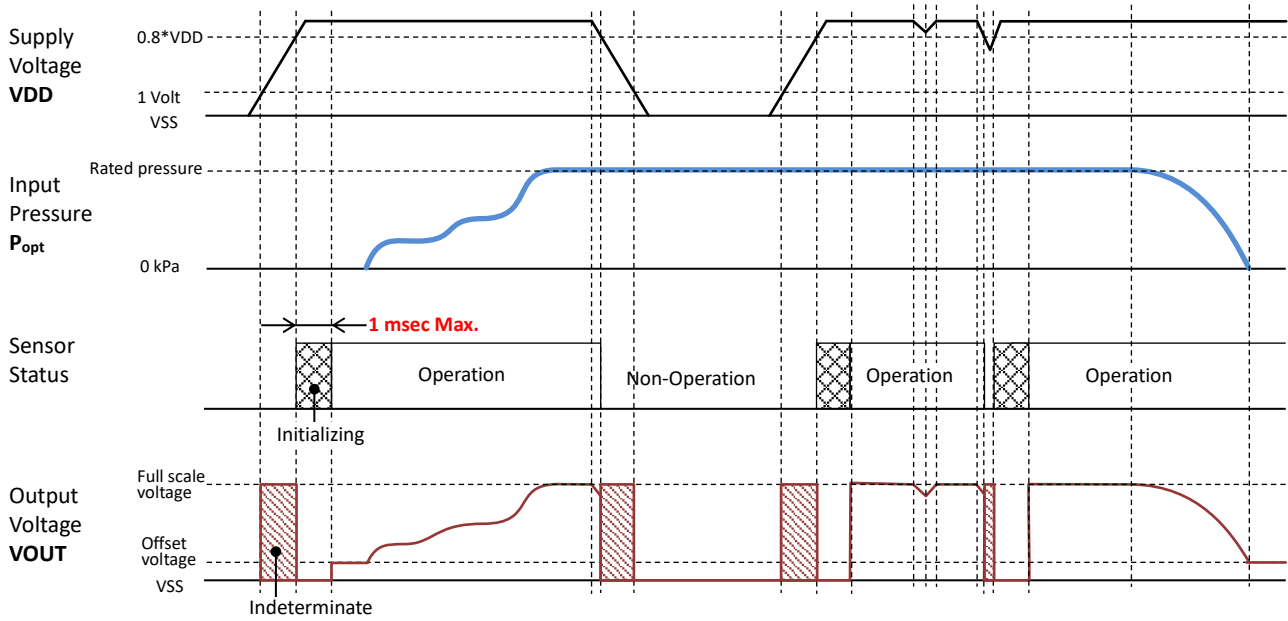 Supply
Voltage
VDD
0.8*VDD
1 Volt
VSS
Input
Pressure
Popt
Rated pressure
0 kPa
1 msec Max.
Sensor
Status
Operation
Non-Operation
Operation
Operation
Initializing
Output
Voltage
VOUT
Full scale
voltage
Offset
voltage
VSS
Indeterminate